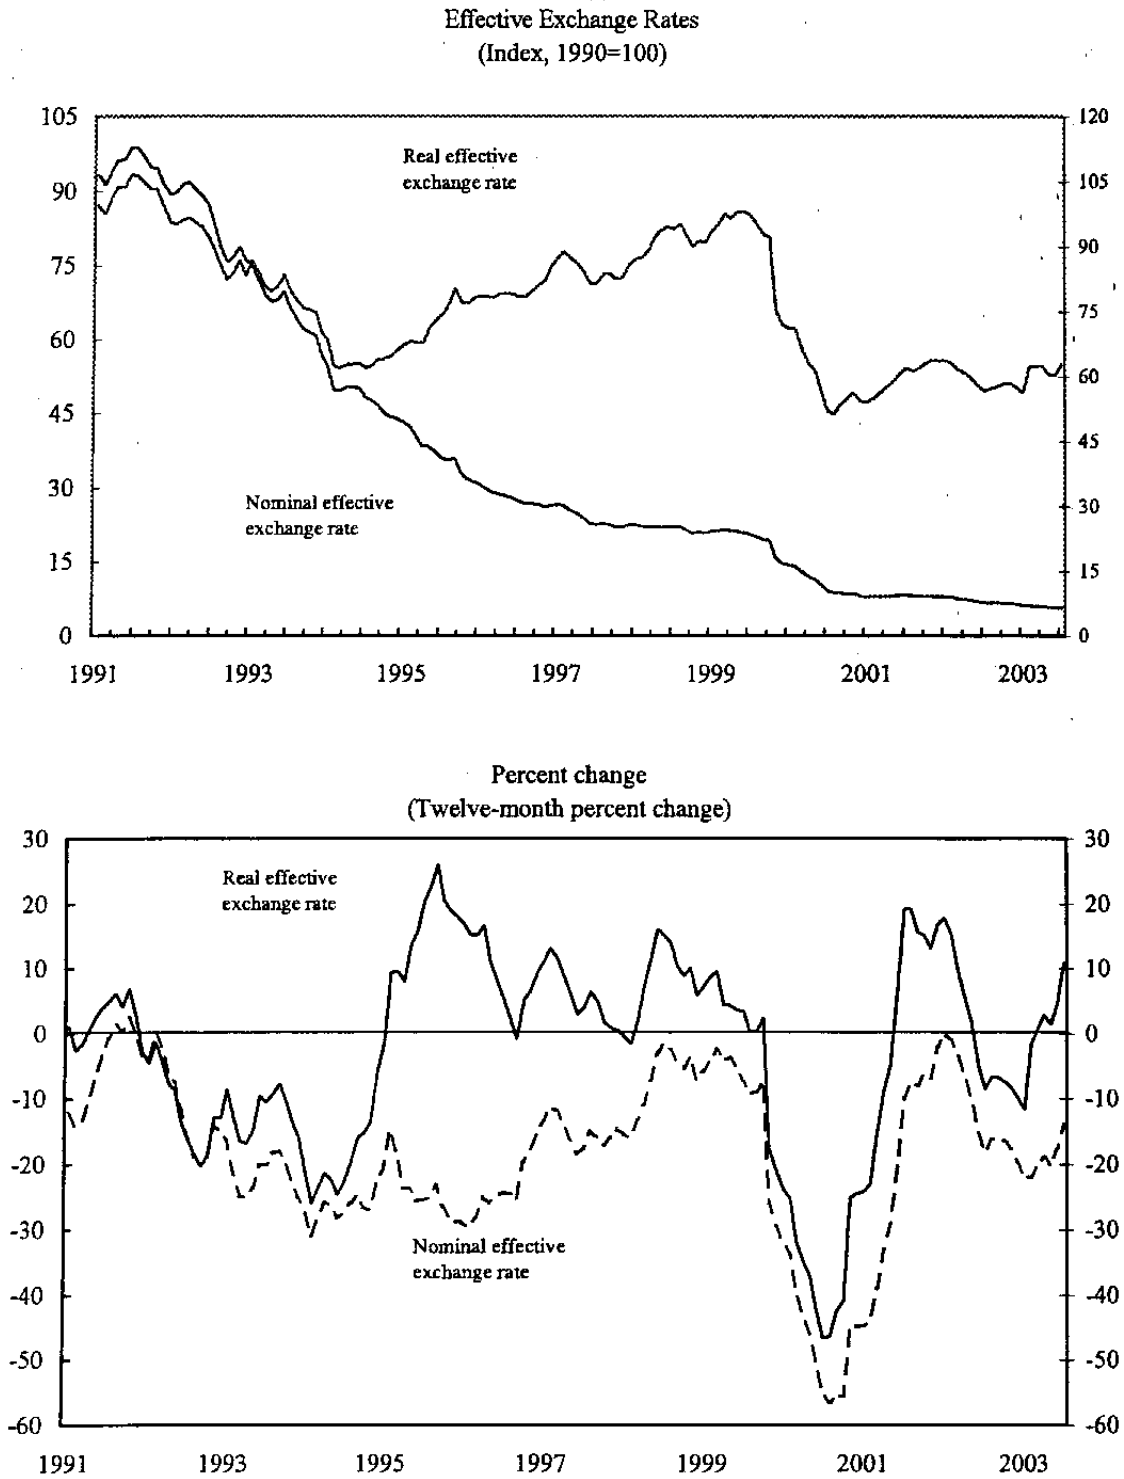 Effective Exchange Rates
(Index, 1990=100)
105 120
Real effective
exchange rate
90 105
75 90
60 75
45 60
30 45
Nominal effective
exchange rate
15 30
0 15
0
1991 1993 1995 1997 1999 2001 2003
Percent change
(Twelve-month percent change)
30 30
Real effective
exchange rate
20 20
10 10
0 0
-10 -10
-20 -20
-30 -30
Nominal effective
exchange rate
-40 -40
-50 -50
-60 -60
1991 1993 1995 1997 1999 2001 2003